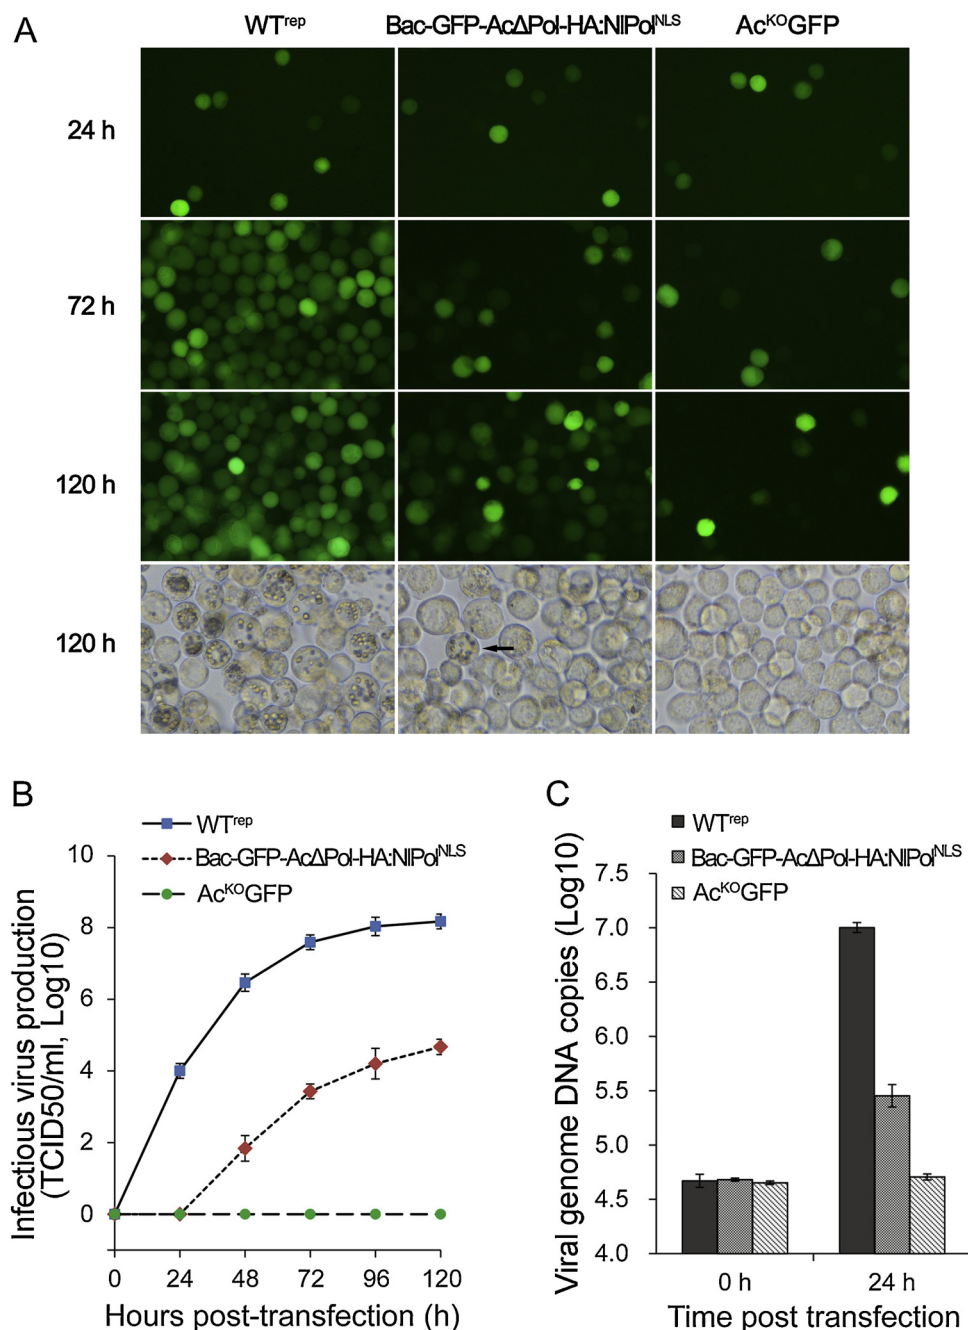 A
WTʳᵉᵖ
Bac-GFP-AcΔPol-HA:NlPolᴺᴸˢ
Acᴷᴼ GFP
24 h
72 h
120 h
120 h
B
WTʳᵉᵖ
Bac-GFP-AcΔPol-HA:NlPolᴺᴸˢ
AcᴷᴼGFP
Infectious virus production
(TCID50/ml, Log10)
10
8
6
4
2
0
0 24 48 72 96 120
Hours post-transfection (h)
C
WTʳᵉᵖ
Bac-GFP-AcΔPol-HA:NlPolᴺᴸˢ
AcᴷᴼGFP
Viral genome DNA copies (Log10)
7.5
7.0
6.5
6.0
5.5
5.0
4.5
4.0
0 h 24 h
Time post transfection